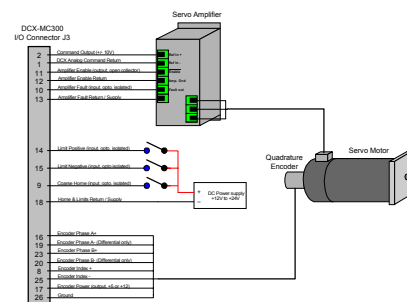 Servo Amplifier
DCX-MC300
I/O Connector J3
2 Command Output (+/- 10V)
1 DCX Analog Command Return
11 Amplifier Enable (output, open collector)
12 Amplifier Enable Return
10 Amplifier Fault (input, opto. isolated)
13 Amplifier Fault Return / Supply
14 Limit Positive (input, opto. isolated)
15 Limit Negative (input, opto. isolated)
9 Coarse Home (input, opto. isolated)
18 Home & Limits Return / Supply
+
-
DC Power supply
+12V to +24V
Quadrature
Encoder
Servo Motor
16 Encoder Phase A+
19 Encoder Phase A- (Differential only)
23 Encoder Phase B+
20 Encoder Phase B- (Differential only)
8 Encoder Index +
25 Encoder Index -
17 Encoder Power (output, +5 or +12)
26 Ground